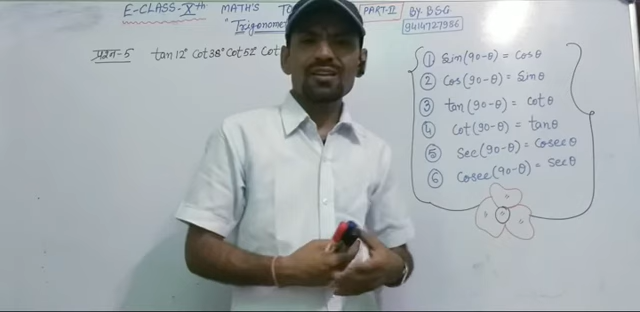 E-CLASS-Xth MATH'S TO PART-II BY BSG
"Trigonomet 9414727986
प्रश्न-5 tan12° Cot38° Cot52° Cot
① Sin(90-θ) = Cosθ
② Cos(90-θ) = Sinθ
③ tan(90-θ) = cotθ
④ cot(90-θ) = tanθ
⑤ sec(90-θ) = Cosecθ
⑥ Cosec(90-θ) = secθ